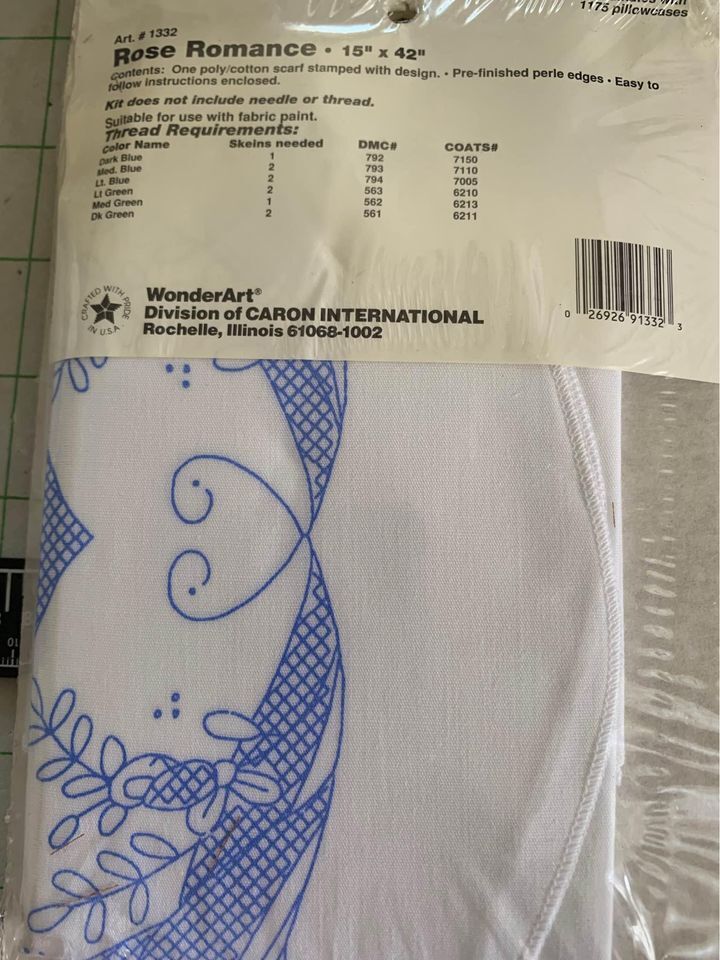 1175 pillowcases
Art. # 1332
Rose Romance • 15" x 42"
Contents: One poly/cotton scarf stamped with design. • Pre-finished perle edges • Easy to
follow instructions enclosed.
Kit does not include needle or thread.
Suitable for use with fabric paint.
Thread Requirements:
Color Name Skeins needed DMC# COATS#
Dark Blue 1 792 7150
Med. Blue 2 793 7110
Lt. Blue 2 794 7005
Lt Green 2 563 6210
Med Green 1 562 6213
Dk Green 2 561 6211
CRAFTED WITH PRIDE
IN U.S.A.
WonderArt®
Division of CARON INTERNATIONAL
Rochelle, Illinois 61068-1002
0 26926 91332 3
10